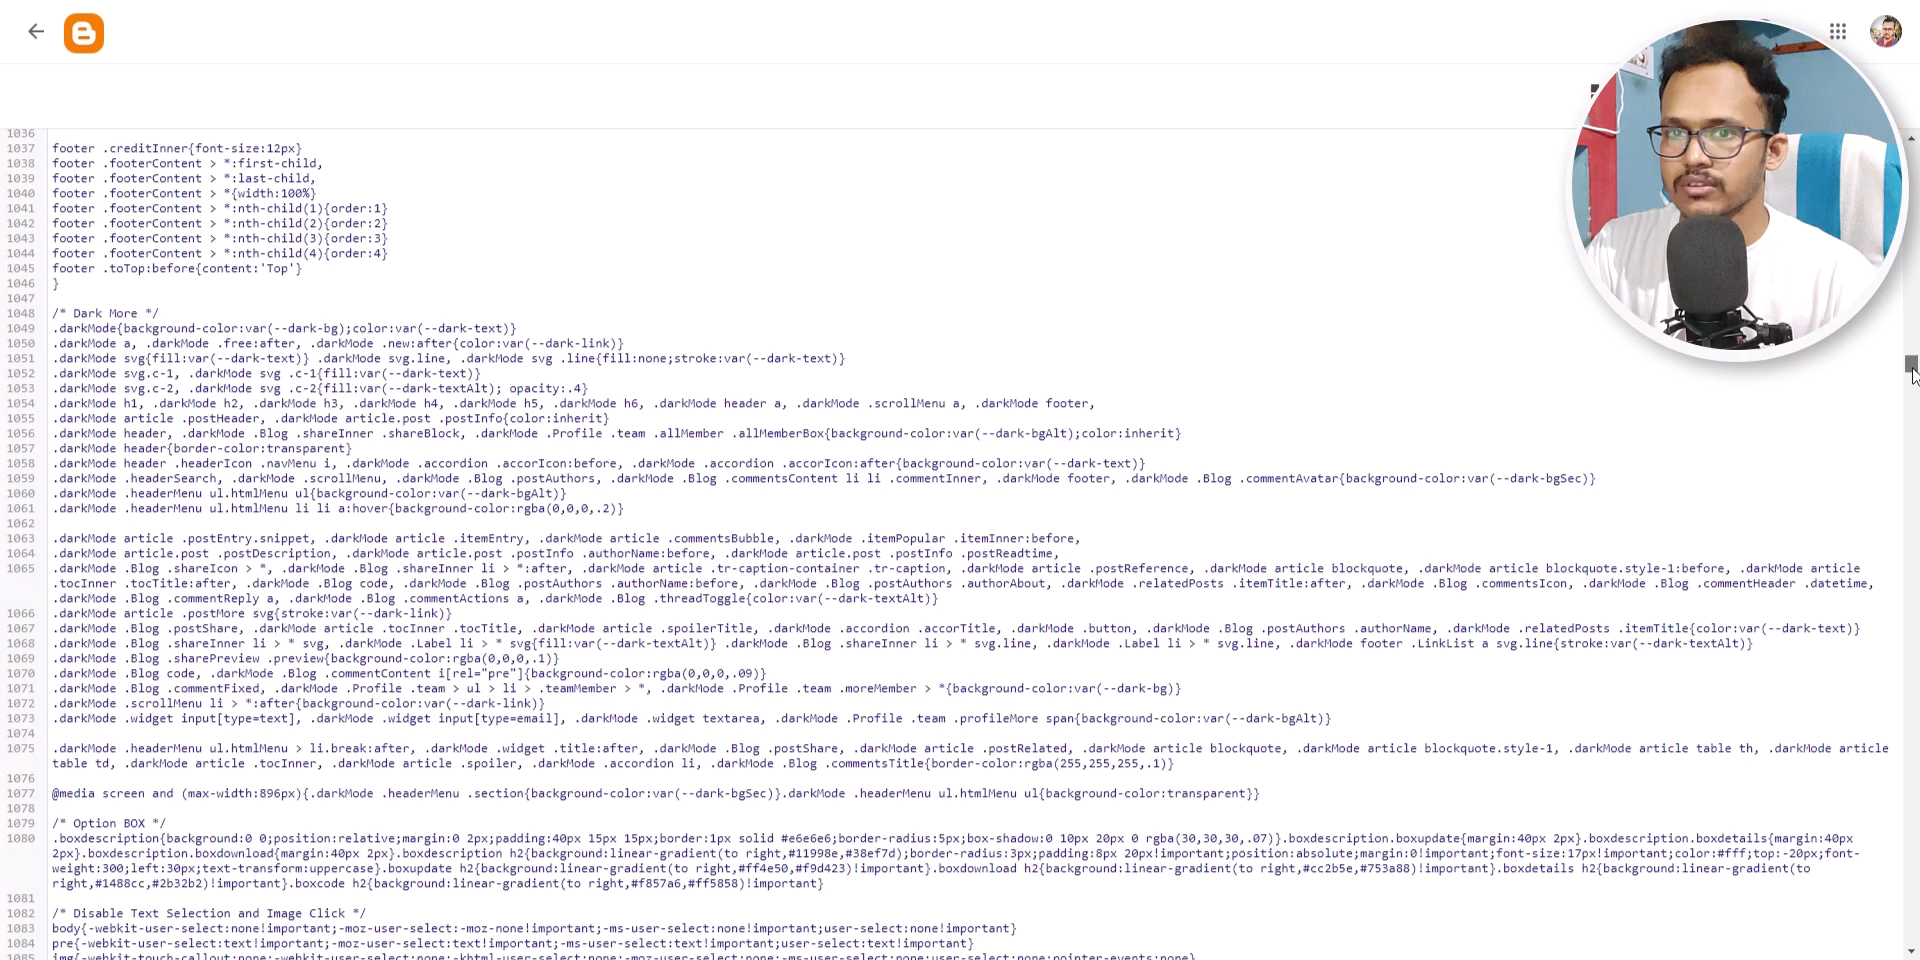 1036
1037 footer .creditInner{font-size:12px}
1038 footer .footerContent > *:first-child,
1039 footer .footerContent > *:last-child,
1040 footer .footerContent > *{width:100%}
1041 footer .footerContent > *:nth-child(1){order:1}
1042 footer .footerContent > *:nth-child(2){order:2}
1043 footer .footerContent > *:nth-child(3){order:3}
1044 footer .footerContent > *:nth-child(4){order:4}
1045 footer .toTop:before{content:'Top'}
1046 }
1047
1048 /* Dark More */
1049 .darkMode{background-color:var(--dark-bg);color:var(--dark-text)}
1050 .darkMode a, .darkMode .free:after, .darkMode .new:after{color:var(--dark-link)}
1051 .darkMode svg{fill:var(--dark-text)} .darkMode svg.line, .darkMode svg .line{fill:none;stroke:var(--dark-text)}
1052 .darkMode svg.c-1, .darkMode svg .c-1{fill:var(--dark-text)}
1053 .darkMode svg.c-2, .darkMode svg .c-2{fill:var(--dark-textAlt); opacity:.4}
1054 .darkMode h1, .darkMode h2, .darkMode h3, .darkMode h4, .darkMode h5, .darkMode h6, .darkMode header a, .darkMode .scrollMenu a, .darkMode footer,
1055 .darkMode article .postHeader, .darkMode article.post .postInfo{color:inherit}
1056 .darkMode header, .darkMode .Blog .shareInner .shareBlock, .darkMode .Profile .team .allMember .allMemberBox{background-color:var(--dark-bgAlt);color:inherit}
1057 .darkMode header{border-color:transparent}
1058 .darkMode header .headerIcon .navMenu i, .darkMode .accordion .accorIcon:before, .darkMode .accordion .accorIcon:after{background-color:var(--dark-text)}
1059 .darkMode .headerSearch, .darkMode .scrollMenu, .darkMode .Blog .postAuthors, .darkMode .Blog .commentsContent li li .commentInner, .darkMode footer, .darkMode .Blog .commentAvatar{background-color:var(--dark-bgSec)}
1060 .darkMode .headerMenu ul.htmlMenu ul{background-color:var(--dark-bgAlt)}
1061 .darkMode .headerMenu ul.htmlMenu li li a:hover{background-color:rgba(0,0,0,.2)}
1062
1063 .darkMode article .postEntry.snippet, .darkMode article .itemEntry, .darkMode article .commentsBubble, .darkMode .itemPopular .itemInner:before,
1064 .darkMode article.post .postDescription, .darkMode article.post .postInfo .authorName:before, .darkMode article.post .postInfo .postReadtime,
1065 .darkMode .Blog .shareIcon > *, .darkMode .Blog .shareInner li > *:after, .darkMode article .tr-caption-container .tr-caption, .darkMode article .postReference, .darkMode article blockquote, .darkMode article blockquote.style-1:before, .darkMode article
.tocInner .tocTitle:after, .darkMode .Blog code, .darkMode .Blog .postAuthors .authorName:before, .darkMode .Blog .postAuthors .authorAbout, .darkMode .relatedPosts .itemTitle:after, .darkMode .Blog .commentsIcon, .darkMode .Blog .commentHeader .datetime,
.darkMode .Blog .commentReply a, .darkMode .Blog .commentActions a, .darkMode .Blog .threadToggle{color:var(--dark-textAlt)}
1066 .darkMode article .postMore svg{stroke:var(--dark-link)}
1067 .darkMode .Blog .postShare, .darkMode article .tocInner .tocTitle, .darkMode article .spoilerTitle, .darkMode .accordion .accorTitle, .darkMode .button, .darkMode .Blog .postAuthors .authorName, .darkMode .relatedPosts .itemTitle{color:var(--dark-text)}
1068 .darkMode .Blog .shareInner li > * svg, .darkMode .Label li > * svg{fill:var(--dark-textAlt)} .darkMode .Blog .shareInner li > * svg.line, .darkMode .Label li > * svg.line, .darkMode footer .LinkList a svg.line{stroke:var(--dark-textAlt)}
1069 .darkMode .Blog .sharePreview .preview{background-color:rgba(0,0,0,.1)}
1070 .darkMode .Blog code, .darkMode .Blog .commentContent i[rel="pre"]{background-color:rgba(0,0,0,.09)}
1071 .darkMode .Blog .commentFixed, .darkMode .Profile .team > ul > li > .teamMember > *, .darkMode .Profile .team .moreMember > *{background-color:var(--dark-bg)}
1072 .darkMode .scrollMenu li > *:after{background-color:var(--dark-link)}
1073 .darkMode .widget input[type=text], .darkMode .widget input[type=email], .darkMode .widget textarea, .darkMode .Profile .team .profileMore span{background-color:var(--dark-bgAlt)}
1074
1075 .darkMode .headerMenu ul.htmlMenu > li.break:after, .darkMode .widget .title:after, .darkMode .Blog .postShare, .darkMode article .postRelated, .darkMode article blockquote, .darkMode article blockquote.style-1, .darkMode article table th, .darkMode article
table td, .darkMode article .tocInner, .darkMode article .spoiler, .darkMode .accordion li, .darkMode .Blog .commentsTitle{border-color:rgba(255,255,255,.1)}
1076
1077 @media screen and (max-width:896px){.darkMode .headerMenu .section{background-color:var(--dark-bgSec)}.darkMode .headerMenu ul.htmlMenu ul{background-color:transparent}}
1078
1079 /* Option BOX */
1080 .boxdescription{background:0 0;position:relative;margin:0 2px;padding:40px 15px 15px;border:1px solid #e6e6e6;border-radius:5px;box-shadow:0 10px 20px 0 rgba(30,30,30,.07)}.boxdescription.boxupdate{margin:40px 2px}.boxdescription.boxdetails{margin:40px
2px}.boxdescription.boxdownload{margin:40px 2px}.boxdescription h2{background:linear-gradient(to right,#11998e,#38ef7d);border-radius:3px;padding:8px 20px!important;position:absolute;margin:0!important;font-size:17px!important;color:#fff;top:-20px;font-
weight:300;left:30px;text-transform:uppercase}.boxupdate h2{background:linear-gradient(to right,#ff4e50,#f9d423)!important}.boxdownload h2{background:linear-gradient(to right,#cc2b5e,#753a88)!important}.boxdetails h2{background:linear-gradient(to
right,#1488cc,#2b32b2)!important}.boxcode h2{background:linear-gradient(to right,#f857a6,#ff5858)!important}
1081
1082 /* Disable Text Selection and Image Click */
1083 body{-webkit-user-select:none!important;-moz-user-select:-moz-none!important;-ms-user-select:none!important;user-select:none!important}
1084 pre{-webkit-user-select:text!important;-moz-user-select:text!important;-ms-user-select:text!important;user-select:text!important}
1085 img{-webkit-touch-callout:none;-webkit-user-select:none;-khtml-user-select:none;-moz-user-select:none;-ms-user-select:none;user-select:none;pointer-events:none}